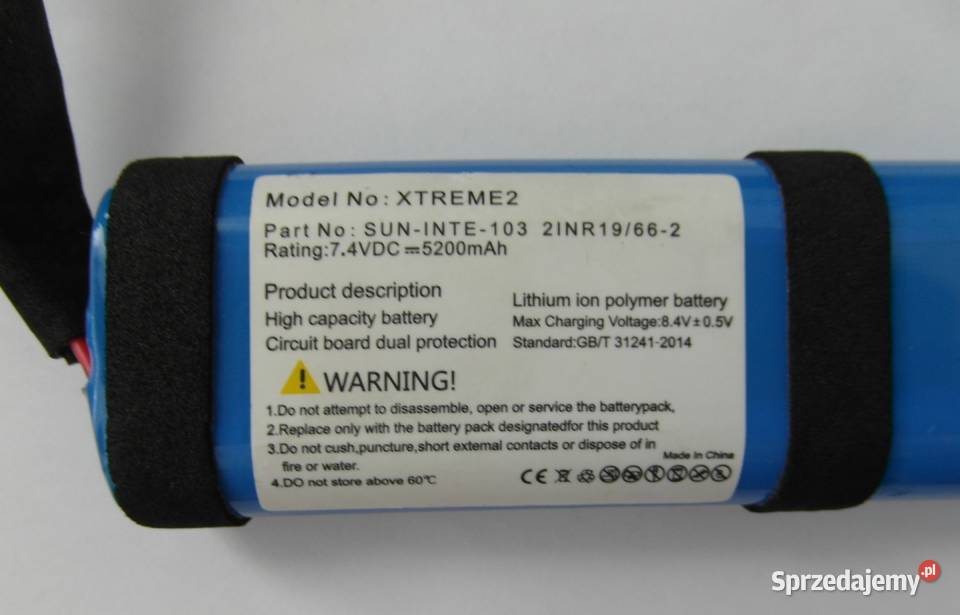 Model No: XTREME2
Part No: SUN-INTE-103 2INR19/66-2
Rating:7.4VDC⎓5200mAh
Product description
High capacity battery
Circuit board dual protection
Lithium ion polymer battery
Max Charging Voltage:8.4V±0.5V
Standard:GB/T 31241-2014
WARNING!
1.Do not attempt to disassemble, open or service the batterypack,
2.Replace only with the battery pack designatedfor this product
3.Do not cush,puncture,short external contacts or dispose of in
fire or water.
4.DO not store above 60℃
Made In China
CE
Sprzedajemy.pl